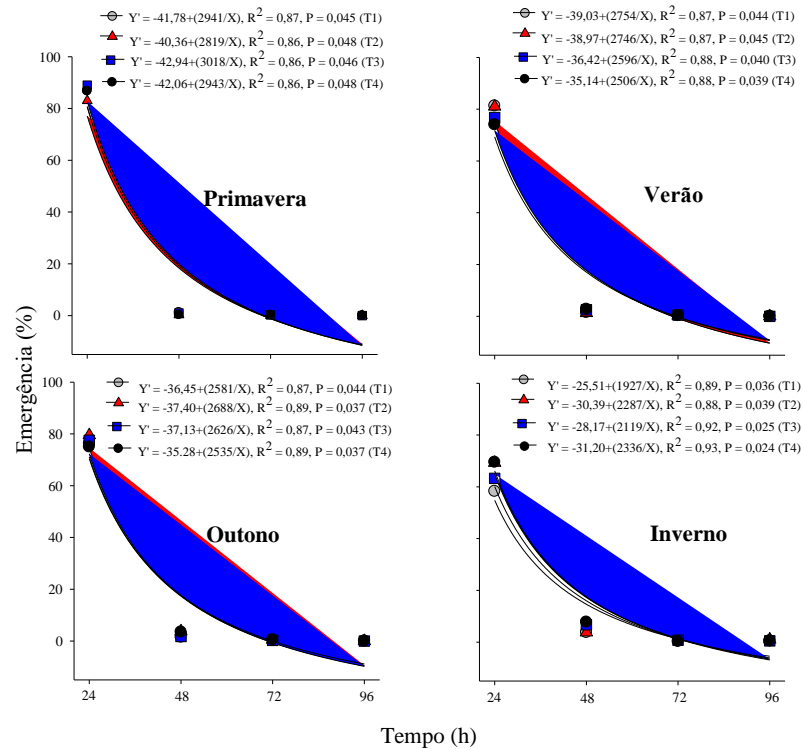 Y' = -41,78+(2941/X), R² = 0,87, P = 0,045 (T1)
Y' = -40,36+(2819/X), R² = 0,86, P = 0,048 (T2)
Y' = -42,94+(3018/X), R² = 0,86, P = 0,046 (T3)
Y' = -42,06+(2943/X), R² = 0,86, P = 0,048 (T4)
100
80
60
40
20
0
Primavera
Y' = -39,03+(2754/X), R² = 0,87, P = 0,044 (T1)
Y' = -38,97+(2746/X), R² = 0,87, P = 0,045 (T2)
Y' = -36,42+(2596/X), R² = 0,88, P = 0,040 (T3)
Y' = -35,14+(2506/X), R² = 0,88, P = 0,039 (T4)
Verão
Emergência (%)
Y' = -36,45+(2581/X), R² = 0,87, P = 0,044 (T1)
Y' = -37,40+(2688/X), R² = 0,89, P = 0,037 (T2)
Y' = -37,13+(2626/X), R² = 0,87, P = 0,043 (T3)
Y' = -35.28+(2535/X), R² = 0,89, P = 0,037 (T4)
100
80
60
40
20
0
Outono
24 48 72 96
Y' = -25,51+(1927/X), R² = 0,89, P = 0,036 (T1)
Y' = -30,39+(2287/X), R² = 0,88, P = 0,039 (T2)
Y' = -28,17+(2119/X), R² = 0,92, P = 0,025 (T3)
Y' = -31,20+(2336/X), R² = 0,93, P = 0,024 (T4)
Inverno
24 48 72 96
Tempo (h)